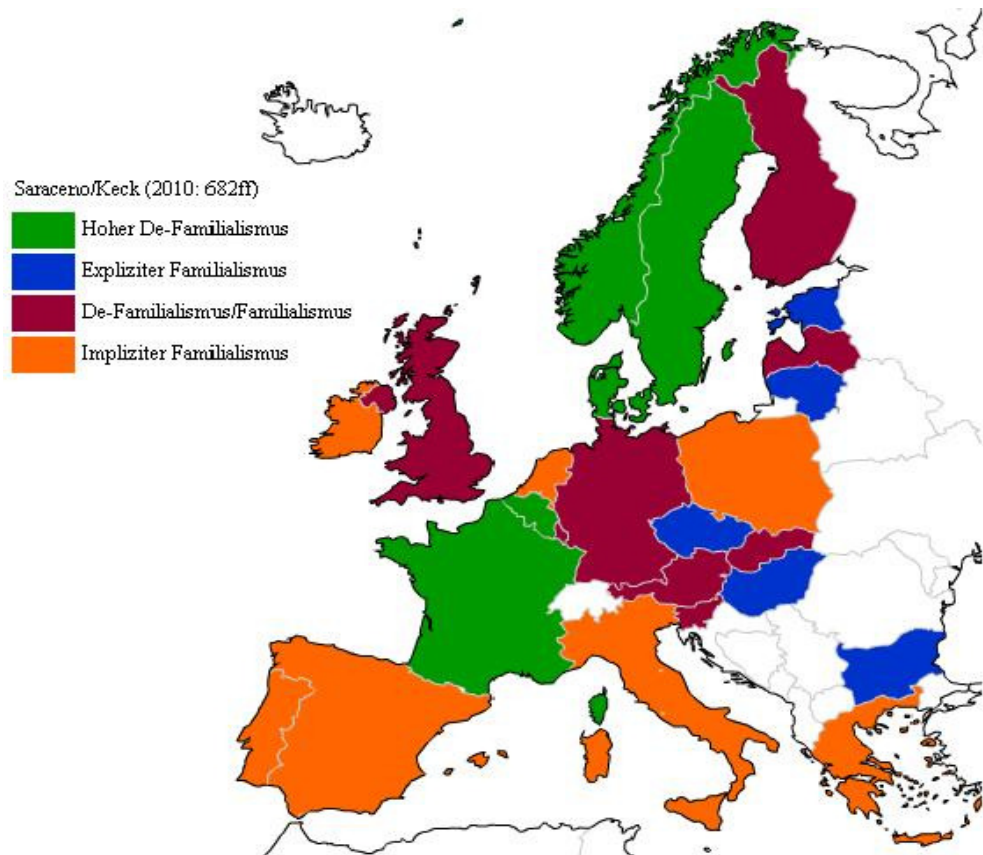 Saraceno/Keck (2010: 682ff)
Hoher De-Familialismus
Expliziter Familialismus
De-Familialismus/Familialismus
Impliziter Familialismus